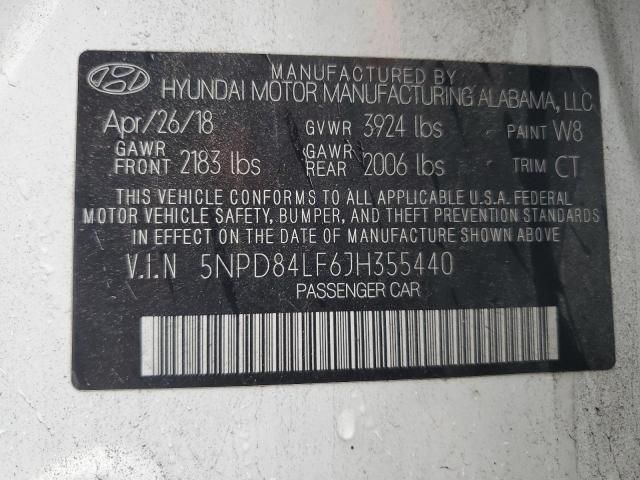 MANUFACTURED BY
HYUNDAI MOTOR MANUFACTURING ALABAMA, LLC
Apr/26/18 GVWR 3924 lbs PAINT W8
GAWR FRONT 2183 lbs GAWR REAR 2006 lbs TRIM CT
THIS VEHICLE CONFORMS TO ALL APPLICABLE U.S.A. FEDERAL
MOTOR VEHICLE SAFETY, BUMPER, AND THEFT PREVENTION STANDARDS
IN EFFECT ON THE DATE OF MANUFACTURE SHOWN ABOVE.
V.I.N 5NPD84LF6JH355440
PASSENGER CAR